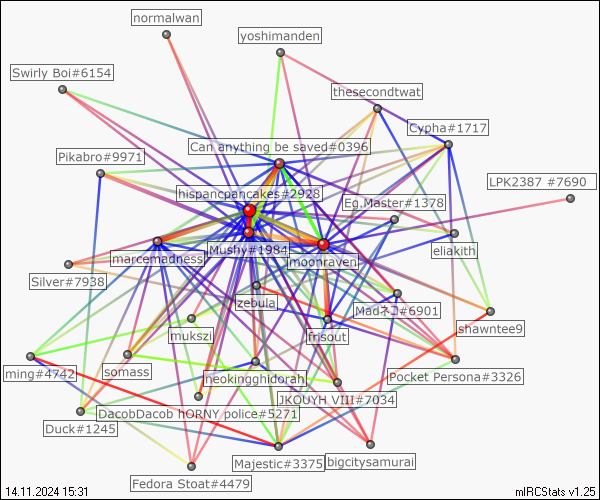 normalwan
yoshimanden
Swirly Boi#6154
thesecondtwat
Cypha#1717
Can anything be saved#0396
Pikabro#9971
LPK2387 #7690
hispancpancakes#2928
Eg.Master#1378
Mushy#1984
eliakith
marcemadness
moonraven
Silver#7938
zebula
Madネコ#6901
shawntee9
mukszi
frisout
ming#4742
somass
neokingghidorah
Pocket Persona#3326
JKOUYH VIII#7034
DacobDacob hORNY police#5271
Duck#1245
Majestic#3375
bigcitysamurai
Fedora Stoat#4479
14.11.2024 15:31
mIRCStats v1.25